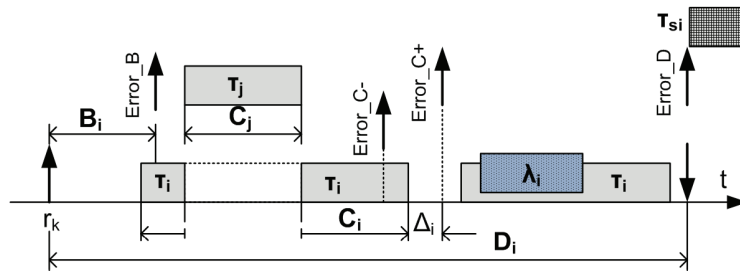 τsi
Error_B
τj
Error_C-
Error_C+
Error_D
Bi
Cj
τi
τi
λi
τi
t
rk
Ci
Δi
Di